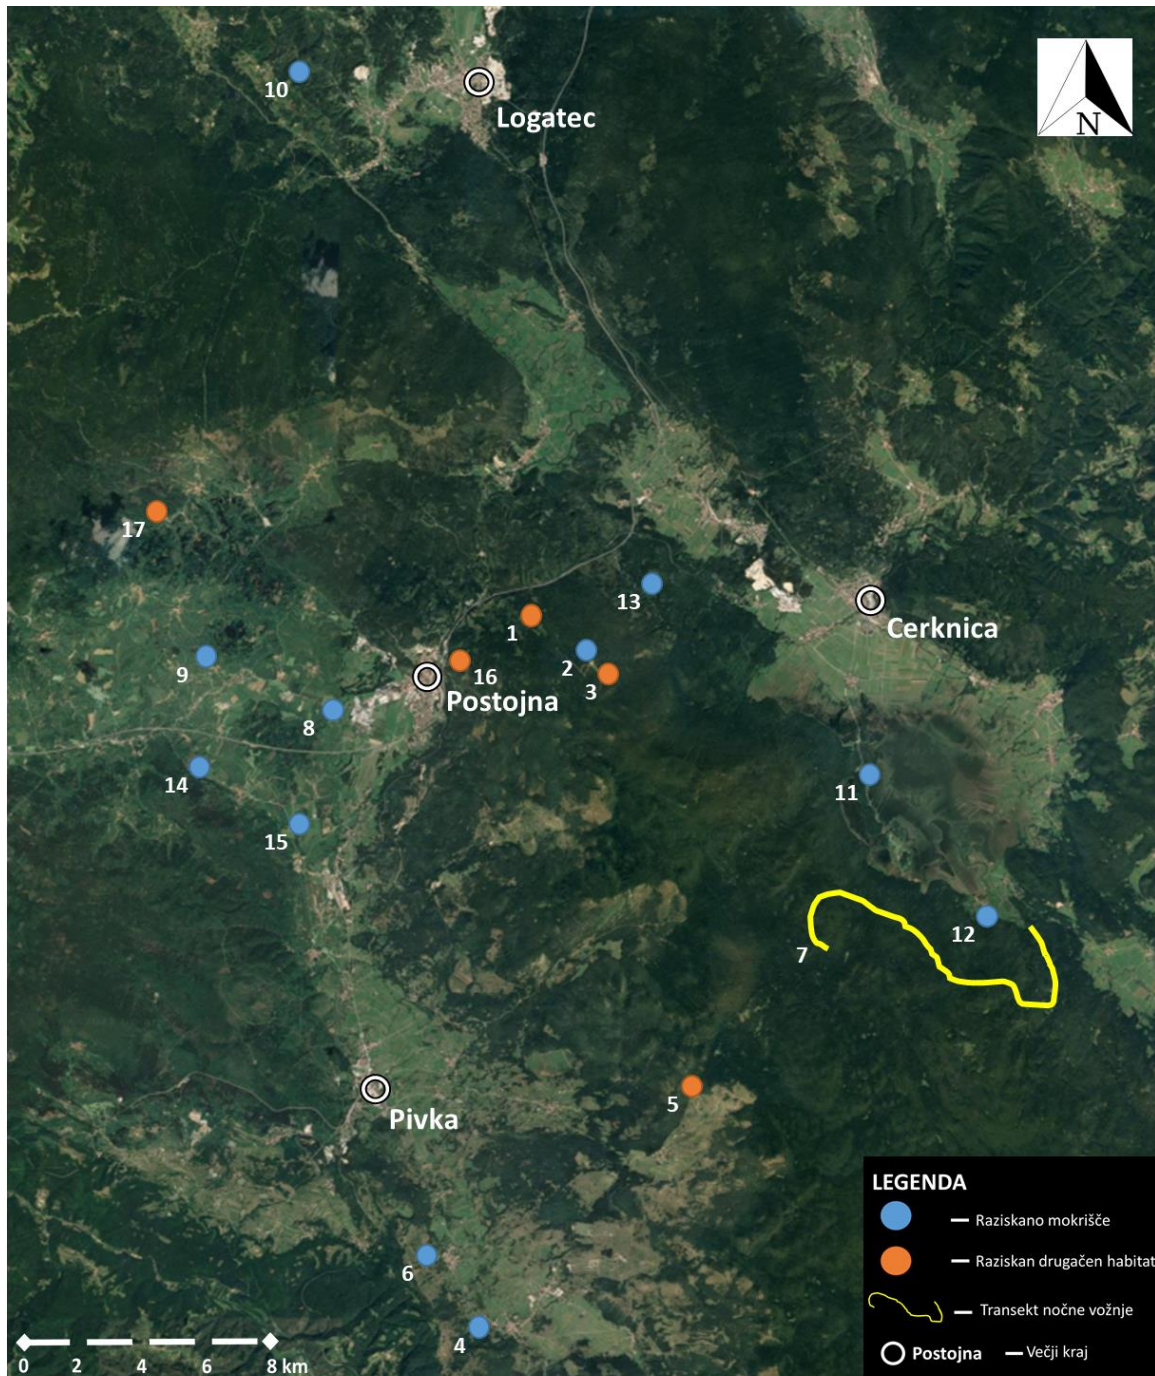 10
Logatec
N
17
13
1
2
Cerknica
16
3
9
Postojna
8
14
11
15
12
7
5
Pivka
LEGENDA
— Raziskano mokrišče
— Raziskan drugačen habitat
— Transekt nočne vožnje
Postojna — Večji kraj
6
4
0 2 4 6 8 km